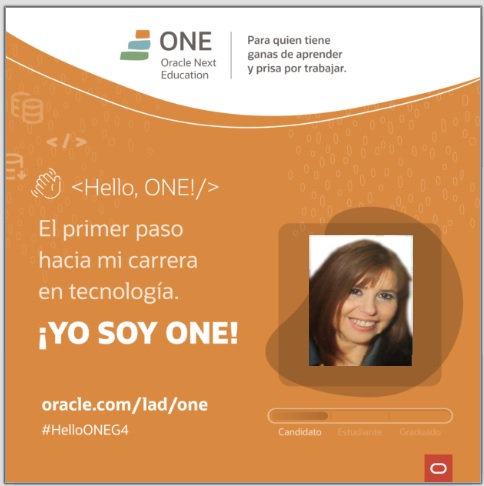 ONE
Oracle Next
Education
Para quien tiene
ganas de aprender
y prisa por trabajar.
</>
<Hello, ONE!/>
El primer paso
hacia mi carrera
en tecnología.
¡YO SOY ONE!
oracle.com/lad/one
#HelloONEG4
Candidato Estudiante Graduado